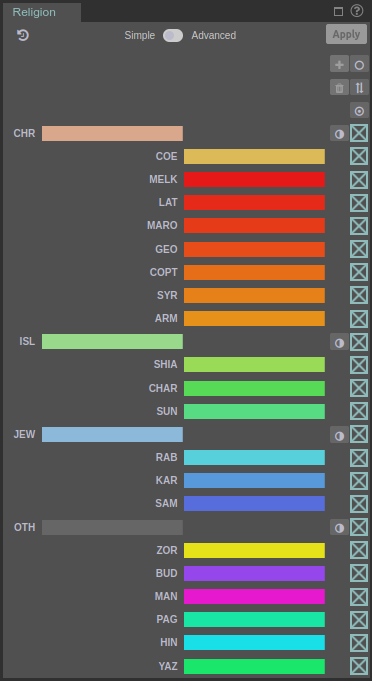 Religion
Simple Advanced Apply
CHR
COE
MELK
LAT
MARO
GEO
COPT
SYR
ARM
ISL
SHIA
CHAR
SUN
JEW
RAB
KAR
SAM
OTH
ZOR
BUD
MAN
PAG
HIN
YAZ